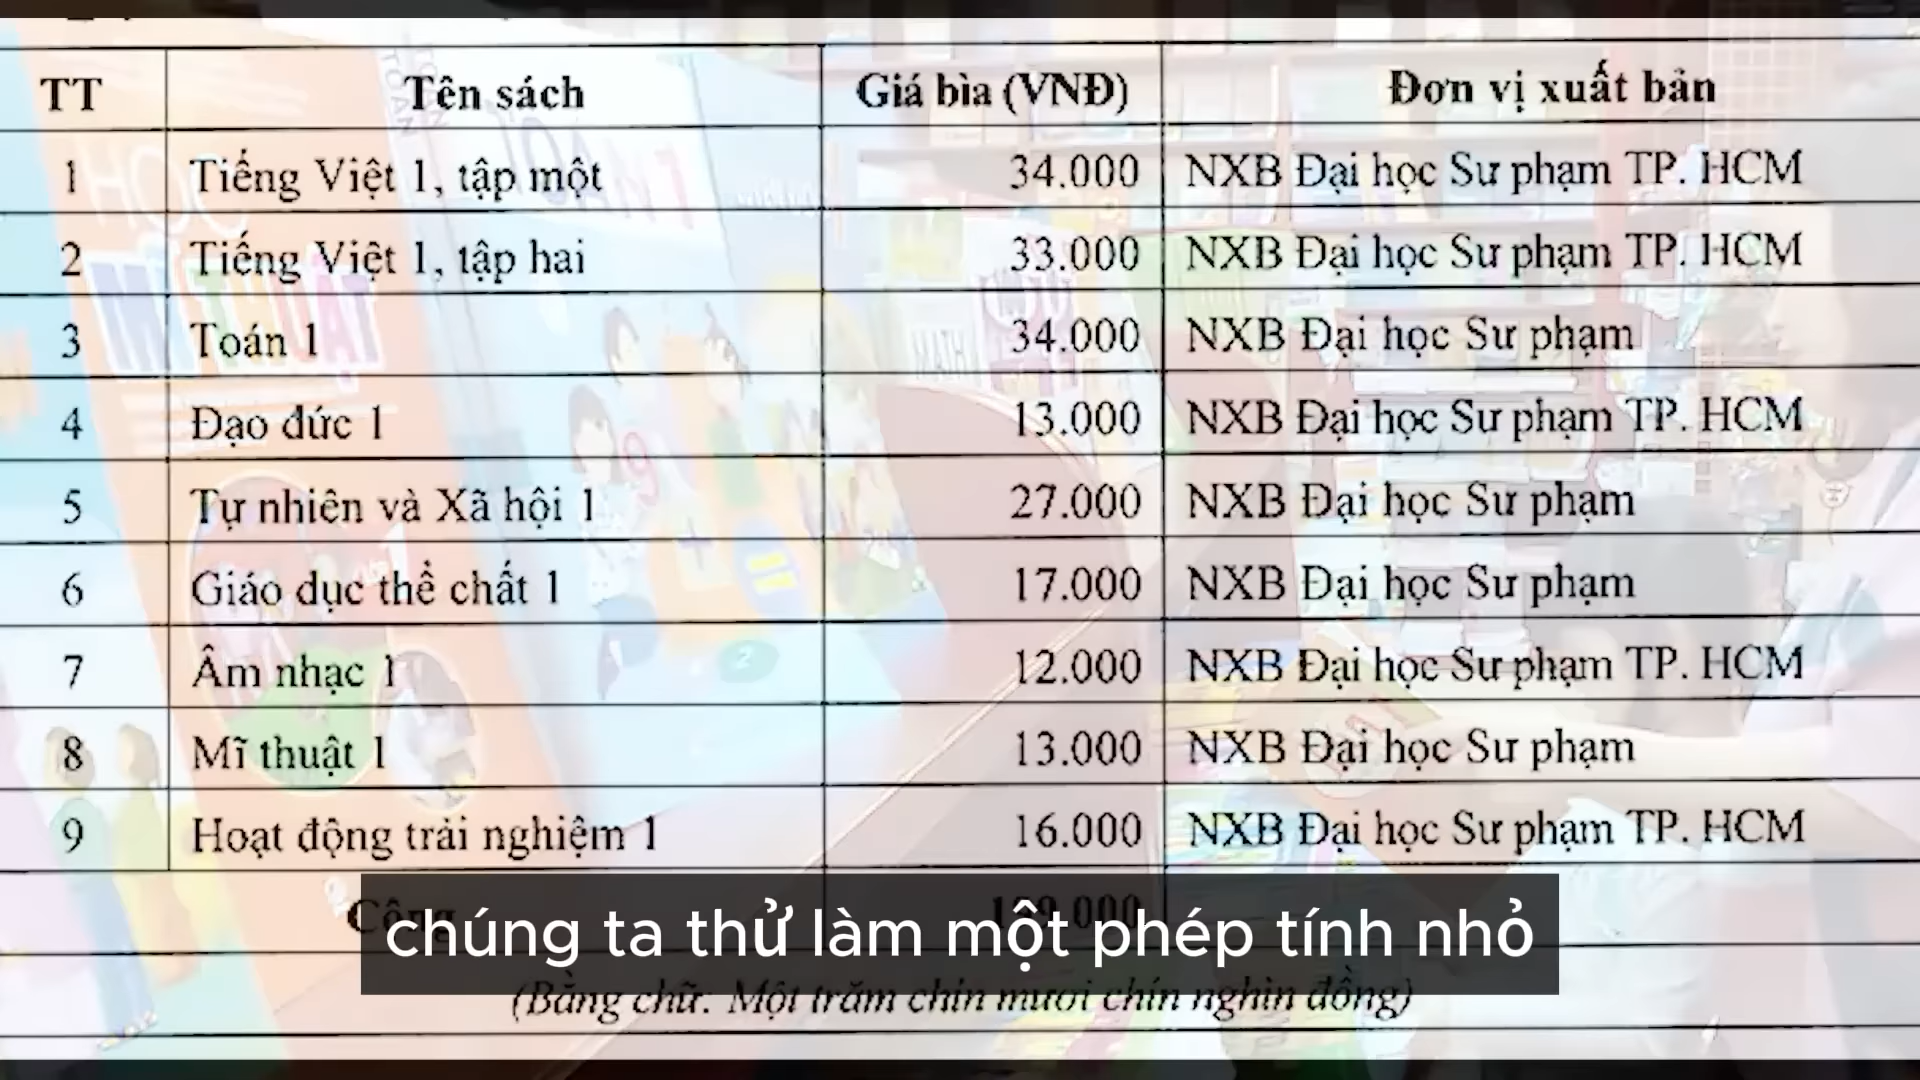 TT Tên sách Giá bìa (VNĐ) Đơn vị xuất bản
1 Tiếng Việt 1, tập một 34.000 NXB Đại học Sư phạm TP. HCM
2 Tiếng Việt 1, tập hai 33.000 NXB Đại học Sư phạm TP. HCM
3 Toán 1 34.000 NXB Đại học Sư phạm
4 Đạo đức 1 13.000 NXB Đại học Sư phạm TP. HCM
5 Tự nhiên và Xã hội 1 27.000 NXB Đại học Sư phạm
6 Giáo dục thể chất 1 17.000 NXB Đại học Sư phạm
7 Âm nhạc 1 12.000 NXB Đại học Sư phạm TP. HCM
8 Mĩ thuật 1 13.000 NXB Đại học Sư phạm
9 Hoạt động trải nghiệm 1 16.000 NXB Đại học Sư phạm TP. HCM
Cộng 199.000
chúng ta thử làm một phép tính nhỏ
(Bằng chữ: Một trăm chín mươi chín nghìn đồng)